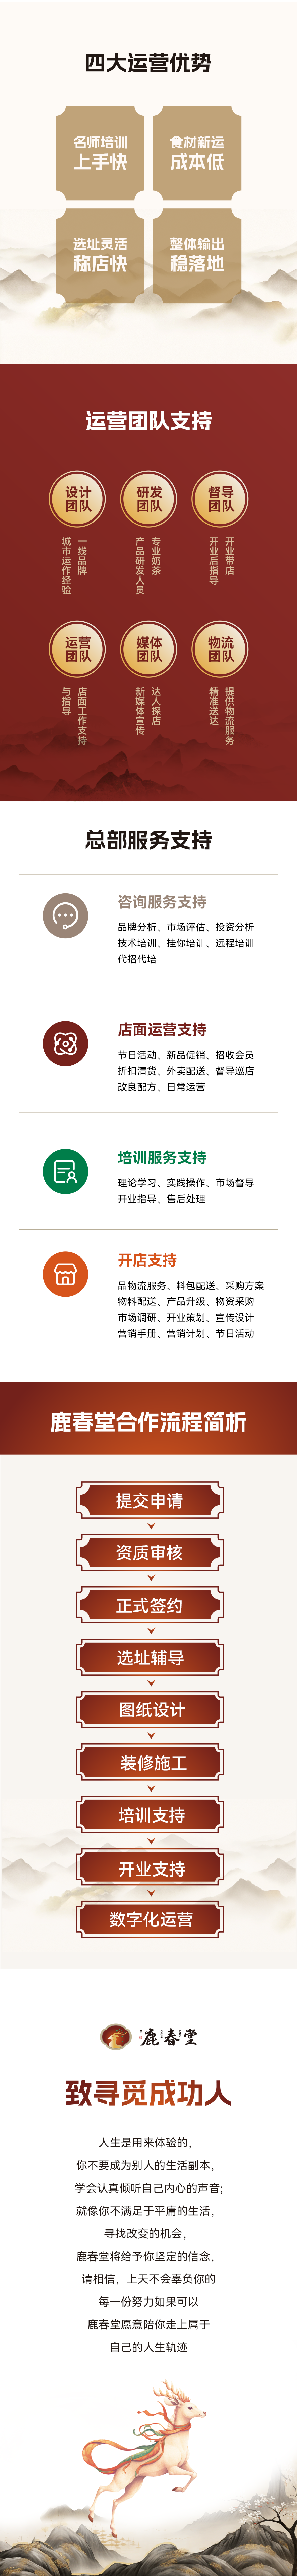 四大运营优势
名师培训
上手快
食材新运
成本低
选址灵活
称店快
整体输出
稳落地
运营团队支持
设计
团队
一线品牌
城市运作经验
研发
团队
专业奶茶
产品研发人员
督导
团队
开业带店
开业后指导
运营
团队
店面工作支持
与指导
媒体
团队
达人探店
新媒体宣传
物流
团队
提供物流服务
精准送达
总部服务支持
咨询服务支持
品牌分析、市场评估、投资分析
技术培训、挂你培训、远程培训
代招代培
店面运营支持
节日活动、新品促销、招收会员
折扣清货、外卖配送、督导巡店
改良配方、日常运营
培训服务支持
理论学习、实践操作、市场督导
开业指导、售后处理
开店支持
品物流服务、料包配送、采购方案
物料配送、产品升级、物资采购
市场调研、开业策划、宣传设计
营销手册、营销计划、节日活动
鹿春堂合作流程简析
提交申请
资质审核
正式签约
选址辅导
图纸设计
装修施工
培训支持
开业支持
数字化运营
鹿春堂
致寻觅成功人
人生是用来体验的，
你不要成为别人的生活副本，
学会认真倾听自己内心的声音;
就像你不满足于平庸的生活，
寻找改变的机会，
鹿春堂将给予你坚定的信念，
请相信，上天不会辜负你的
每一份努力如果可以
鹿春堂愿意陪你走上属于
自己的人生轨迹